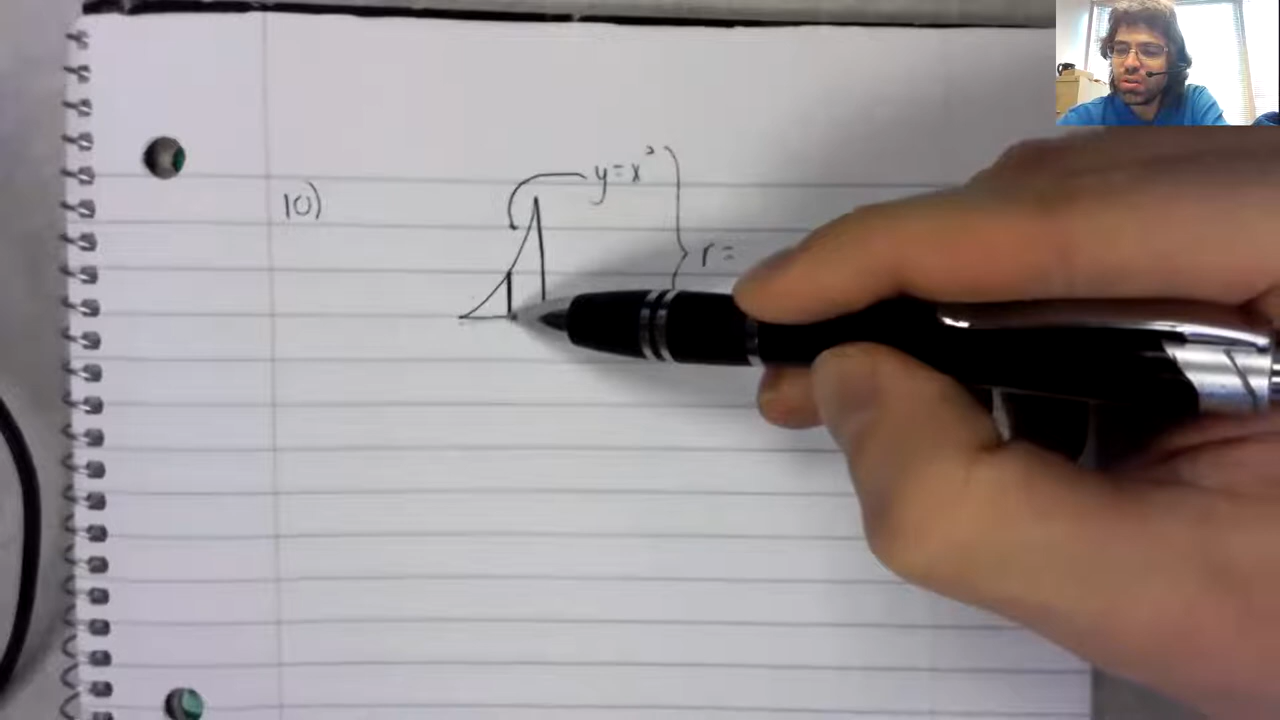 y=x²
10)
r=